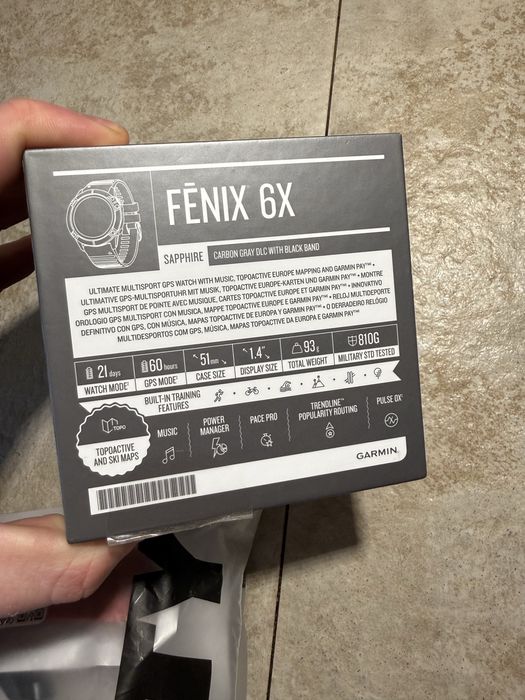 FĒNIX® 6X
SAPPHIRE | CARBON GRAY DLC WITH BLACK BAND
ULTIMATE MULTISPORT GPS WATCH WITH MUSIC, TOPOACTIVE EUROPE MAPPING AND GARMIN PAY™ •
ULTIMATIVE GPS-MULTISPORTUHR MIT MUSIK, TOPOACTIVE EUROPE-KARTEN UND GARMIN PAY™ • MONTRE
GPS MULTISPORT DE POINTE AVEC MUSIQUE, CARTES TOPOACTIVE EUROPE ET GARMIN PAY™ • INNOVATIVO
OROLOGIO GPS MULTISPORT CON MUSICA, MAPPE TOPOACTIVE EUROPE E GARMIN PAY™ • RELOJ MULTIDEPORTE
DEFINITIVO CON GPS, CON MÚSICA, MAPAS TOPOACTIVE DE EUROPA Y GARMIN PAY™ • O DERRADEIRO RELÓGIO
MULTIDESPORTOS COM GPS, MÚSICA, MAPAS TOPOACTIVE DA EUROPA E GARMIN PAY™
21 days
WATCH MODE¹
60 hours
GPS MODE¹
51 mm
CASE SIZE
1.4"
DISPLAY SIZE
93 g
TOTAL WEIGHT
810G
MILITARY STD TESTED
BUILT-IN TRAINING
FEATURES
TOPO
TOPOACTIVE
AND SKI MAPS
MUSIC
POWER
MANAGER
PACE PRO
TRENDLINE™
POPULARITY ROUTING
PULSE OX²
GARMIN